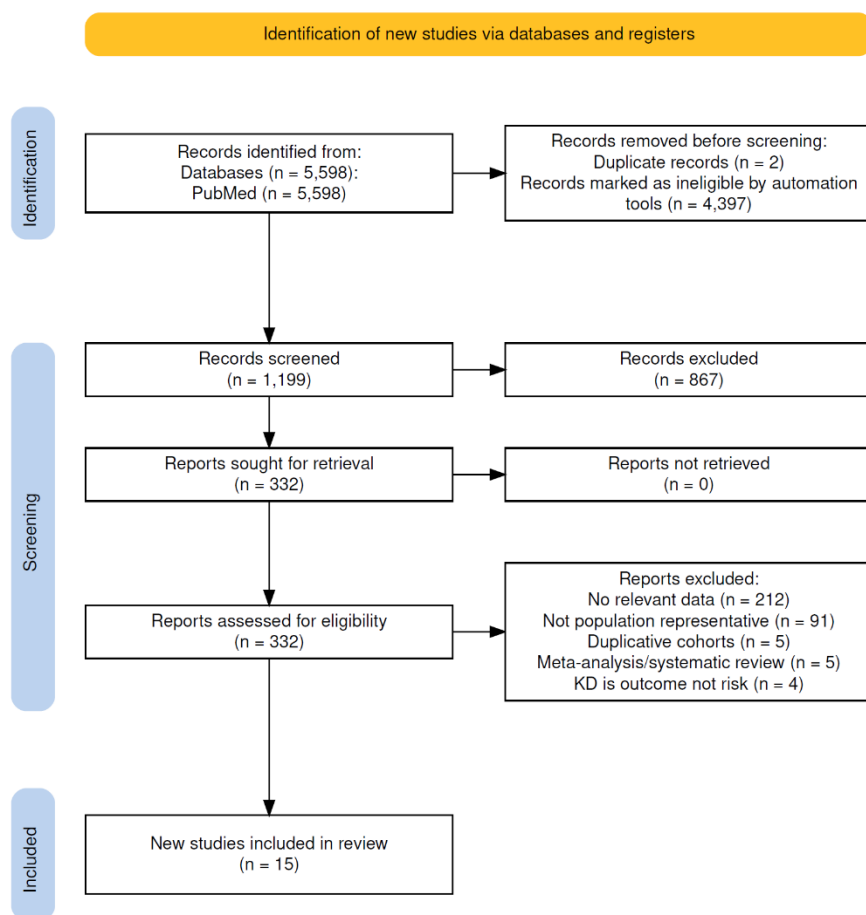 Identification of new studies via databases and registers
Identification
Records identified from:
Databases (n = 5,598):
PubMed (n = 5,598)
Records removed before screening:
Duplicate records (n = 2)
Records marked as ineligible by automation
tools (n = 4,397)
Screening
Records screened
(n = 1,199)
Records excluded
(n = 867)
Reports sought for retrieval
(n = 332)
Reports not retrieved
(n = 0)
Reports assessed for eligibility
(n = 332)
Reports excluded:
No relevant data (n = 212)
Not population representative (n = 91)
Duplicative cohorts (n = 5)
Meta-analysis/systematic review (n = 5)
KD is outcome not risk (n = 4)
Included
New studies included in review
(n = 15)